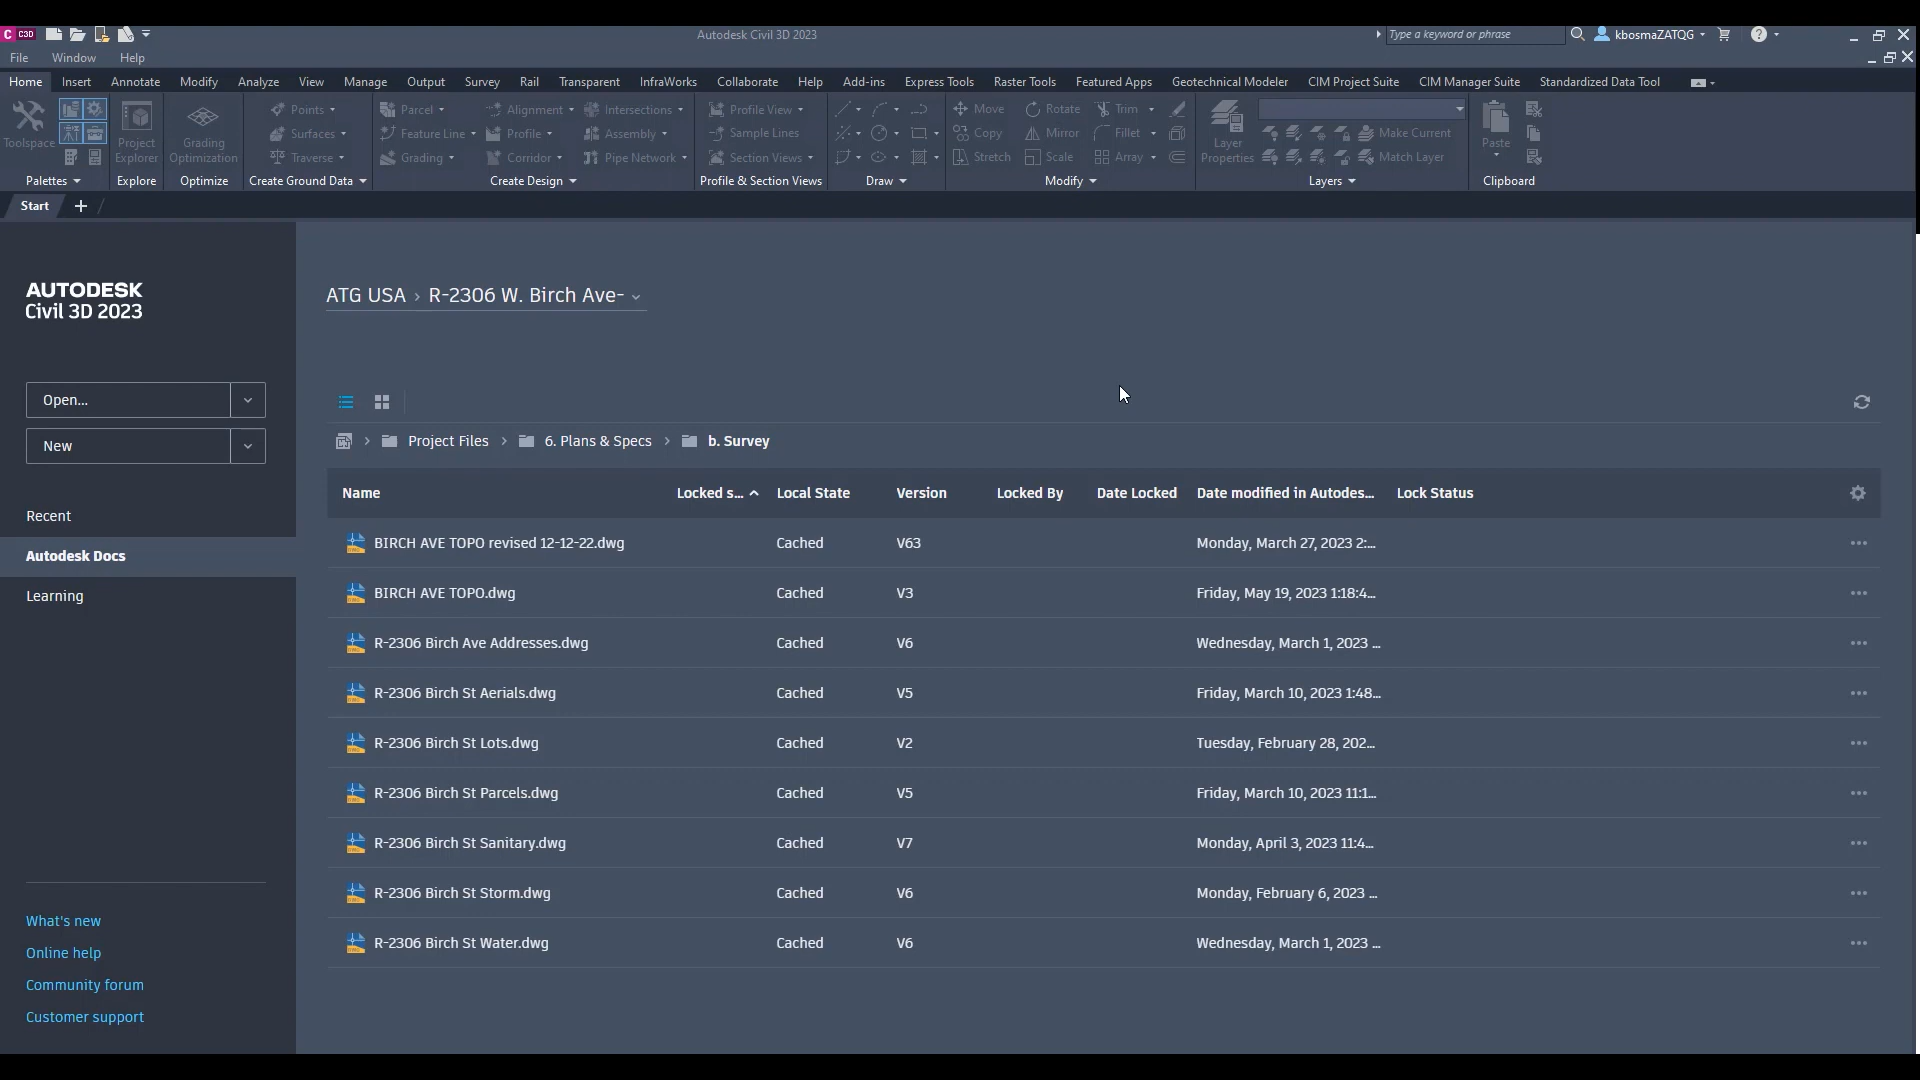 C C3D Autodesk Civil 3D 2023 Type a keyword or phrase kbosmaZATQG
File Window Help
Home Insert Annotate Modify Analyze View Manage Output Survey Rail Transparent InfraWorks Collaborate Help Add-ins Express Tools Raster Tools Featured Apps Geotechnical Modeler CIM Project Suite CIM Manager Suite Standardized Data Tool
Points Parcel Alignment Intersections Profile View Move Rotate Trim
Toolspace Project Explorer Grading Optimization Surfaces Feature Line Profile Assembly Sample Lines Copy Mirror Fillet Layer Properties Make Current Paste
Traverse Grading Corridor Pipe Network Section Views Stretch Scale Array Match Layer
Palettes Explore Optimize Create Ground Data Create Design Profile & Section Views Draw Modify Layers Clipboard
Start
AUTODESK
Civil 3D 2023
ATG USA › R-2306 W. Birch Ave-
Open...
New
Recent
Autodesk Docs
Learning
What's new
Online help
Community forum
Customer support
Project Files › 6. Plans & Specs › b. Survey
Name Locked s... Local State Version Locked By Date Locked Date modified in Autodes... Lock Status
BIRCH AVE TOPO revised 12-12-22.dwg Cached V63 Monday, March 27, 2023 2:...
BIRCH AVE TOPO.dwg Cached V3 Friday, May 19, 2023 1:18:4...
R-2306 Birch Ave Addresses.dwg Cached V6 Wednesday, March 1, 2023 ...
R-2306 Birch St Aerials.dwg Cached V5 Friday, March 10, 2023 1:48...
R-2306 Birch St Lots.dwg Cached V2 Tuesday, February 28, 202...
R-2306 Birch St Parcels.dwg Cached V5 Friday, March 10, 2023 11:1...
R-2306 Birch St Sanitary.dwg Cached V7 Monday, April 3, 2023 11:4...
R-2306 Birch St Storm.dwg Cached V6 Monday, February 6, 2023 ...
R-2306 Birch St Water.dwg Cached V6 Wednesday, March 1, 2023 ...